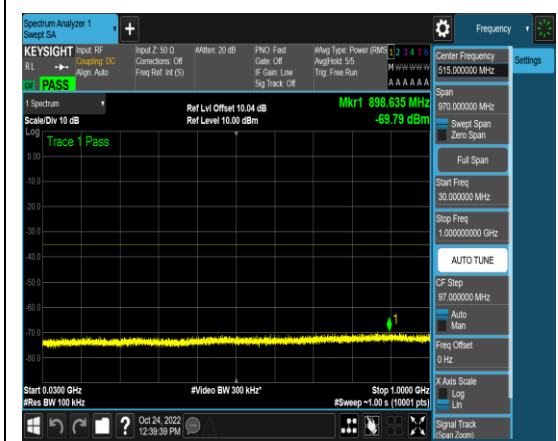 Spectrum Analyzer 1
Swept SA
+
Frequency
KEYSIGHT
RL
Input: RF
Coupling: DC
Align: Auto
Input Z: 50 Ω
Corrections: Off
Freq Ref: Int (S)
#Atten: 20 dB
PNO: Fast
Gate: Off
IF Gain: Low
Sig Track: Off
#Avg Type: Power (RMS
Avg|Hold: 5/5
Trig: Free Run
1 2 3 4 5 6
M W W W W W
A A A A A A
PASS
1 Spectrum
Scale/Div 10 dB
Ref Lvl Offset 10.04 dB
Ref Level 10.00 dBm
Mkr1 898.635 MHz
-69.79 dBm
Log
Trace 1 Pass
0.00
-10.0
-20.0
-30.0
-40.0
-50.0
-60.0
-70.0
-80.0
1
Start 0.0300 GHz
#Res BW 100 kHz
#Video BW 300 kHz*
Stop 1.0000 GHz
#Sweep ~1.00 s (10001 pts)
Center Frequency
515.000000 MHz
Settings
Span
970.000000 MHz
Swept Span
Zero Span
Full Span
Start Freq
30.000000 MHz
Stop Freq
1.000000000 GHz
AUTO TUNE
CF Step
97.000000 MHz
Auto
Man
Freq Offset
0 Hz
X Axis Scale
Log
Lin
Signal Track
(Span Zoom)
?
Oct 24, 2022
12:39:39 PM